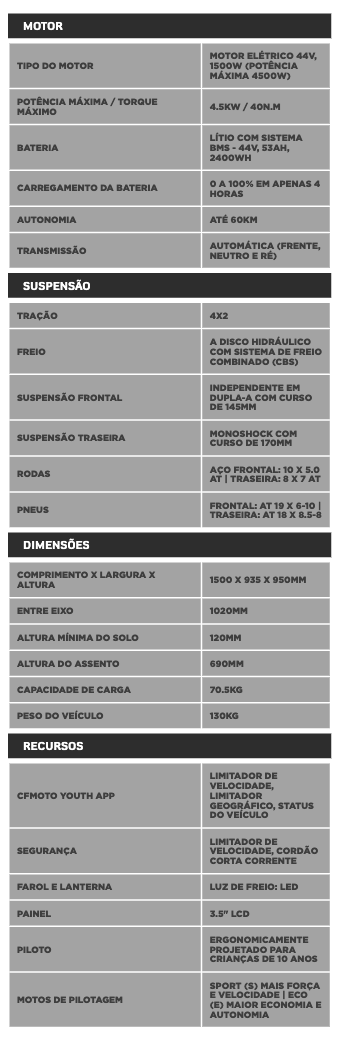 MOTOR
TIPO DO MOTOR
MOTOR ELÉTRICO 44V,
1500W (POTÊNCIA
MÁXIMA 4500W)
POTÊNCIA MÁXIMA / TORQUE
MÁXIMO
4.5KW / 40N.M
BATERIA
LÍTIO COM SISTEMA
BMS - 44V, 53AH,
2400WH
CARREGAMENTO DA BATERIA
0 A 100% EM APENAS 4
HORAS
AUTONOMIA
ATÉ 60KM
TRANSMISSÃO
AUTOMÁTICA (FRENTE,
NEUTRO E RÉ)
SUSPENSÃO
TRAÇÃO
4X2
FREIO
A DISCO HIDRÁULICO
COM SISTEMA DE FREIO
COMBINADO (CBS)
SUSPENSÃO FRONTAL
INDEPENDENTE EM
DUPLA-A COM CURSO
DE 145MM
SUSPENSÃO TRASEIRA
MONOSHOCK COM
CURSO DE 170MM
RODAS
AÇO FRONTAL: 10 X 5.0
AT | TRASEIRA: 8 X 7 AT
PNEUS
FRONTAL: AT 19 X 6-10 |
TRASEIRA: AT 18 X 8.5-8
DIMENSÕES
COMPRIMENTO X LARGURA X
ALTURA
1500 X 935 X 950MM
ENTRE EIXO
1020MM
ALTURA MÍNIMA DO SOLO
120MM
ALTURA DO ASSENTO
690MM
CAPACIDADE DE CARGA
70.5KG
PESO DO VEÍCULO
130KG
RECURSOS
CFMOTO YOUTH APP
LIMITADOR DE
VELOCIDADE,
LIMITADOR
GEOGRÁFICO, STATUS
DO VEÍCULO
SEGURANÇA
LIMITADOR DE
VELOCIDADE, CORDÃO
CORTA CORRENTE
FAROL E LANTERNA
LUZ DE FREIO: LED
PAINEL
3.5" LCD
PILOTO
ERGONOMICAMENTE
PROJETADO PARA
CRIANÇAS DE 10 ANOS
MOTOS DE PILOTAGEM
SPORT (S) MAIS FORÇA
E VELOCIDADE | ECO
(E) MAIOR ECONOMIA E
AUTONOMIA